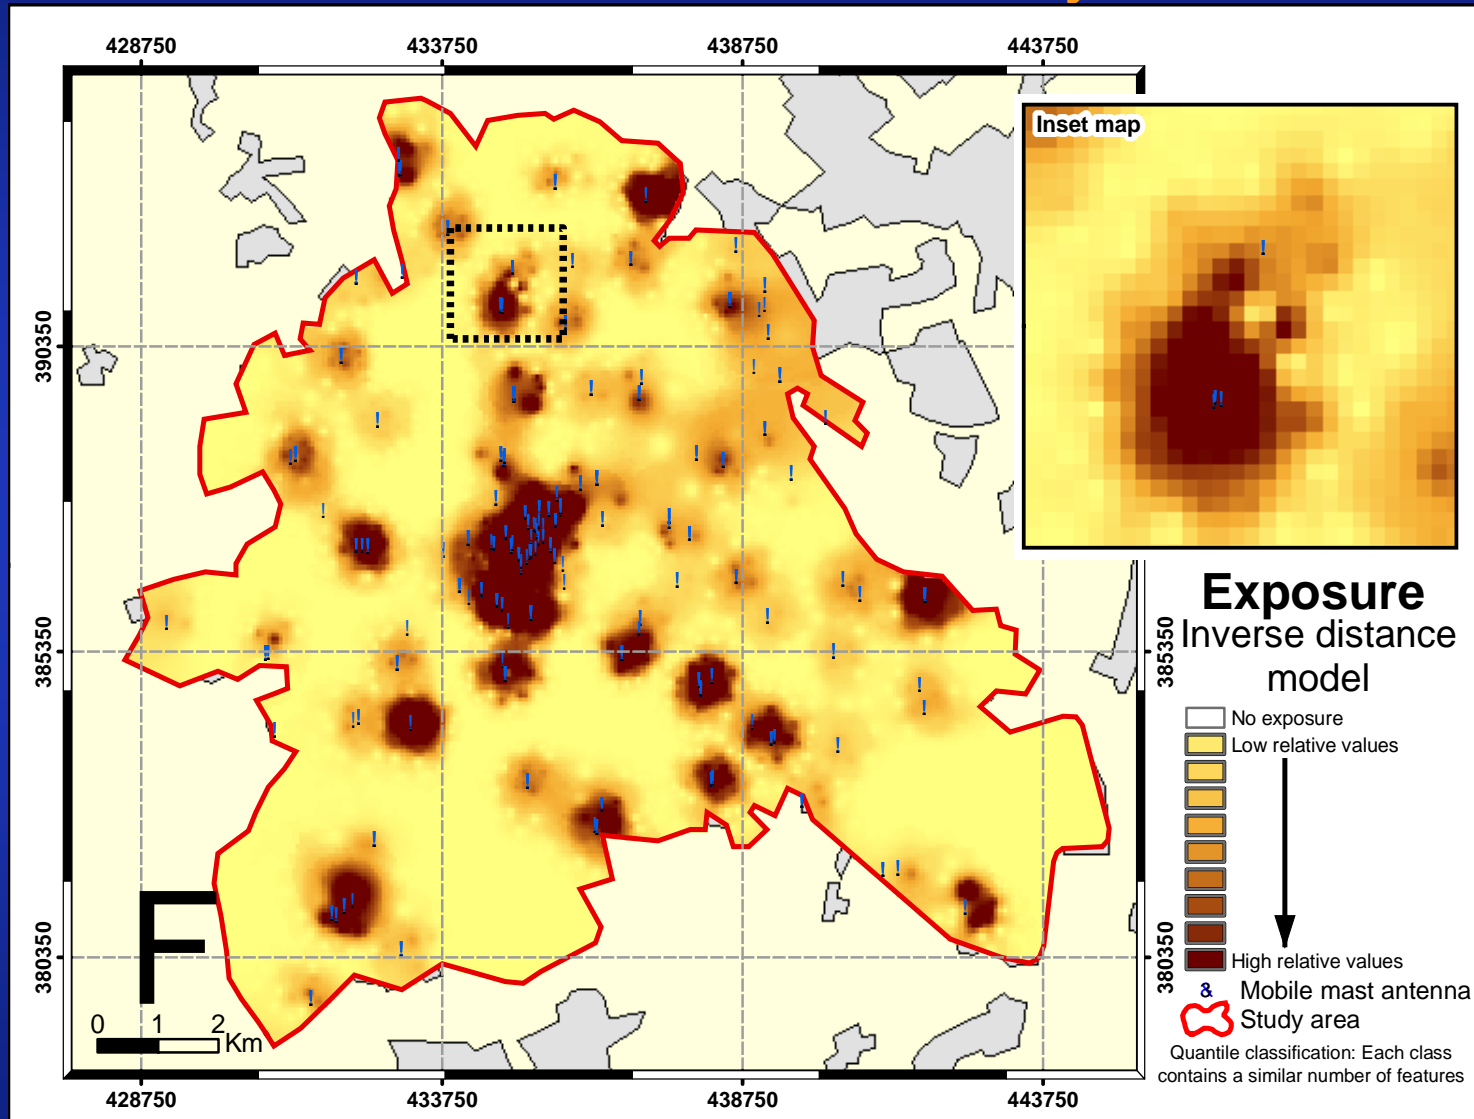 428750 433750 438750 443750
Inset map
390350
385350
380350
385350
380350
Exposure
Inverse distance
model
No exposure
Low relative values
High relative values
& Mobile mast antenna
Study area
Quantile classification: Each class
contains a similar number of features
F
0 1 2
Km
428750 433750 438750 443750